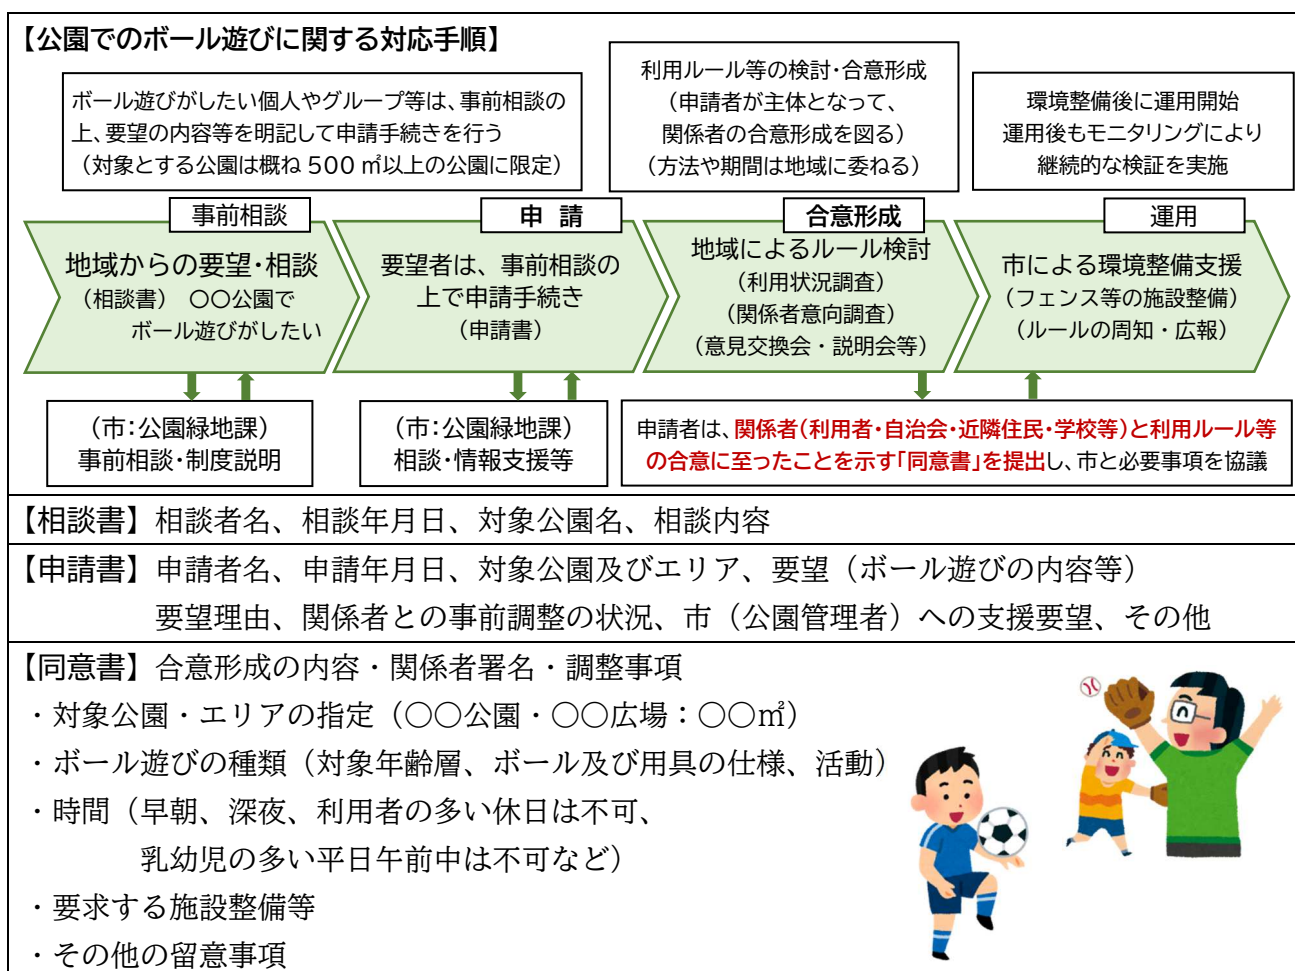 【公園でのボール遊びに関する対応手順】
ボール遊びがしたい個人やグループ等は、事前相談の
上、要望の内容等を明記して申請手続きを行う
（対象とする公園は概ね 500 ㎡以上の公園に限定）
利用ルール等の検討・合意形成
（申請者が主体となって、
関係者の合意形成を図る）
（方法や期間は地域に委ねる）
環境整備後に運用開始
運用後もモニタリングにより
継続的な検証を実施
事前相談
地域からの要望・相談
（相談書）　〇〇公園で
ボール遊びがしたい
申 請
要望者は、事前相談の
上で申請手続き
（申請書）
合意形成
地域によるルール検討
（利用状況調査）
（関係者意向調査）
（意見交換会・説明会等）
運用
市による環境整備支援
（フェンス等の施設整備）
（ルールの周知・広報）
（市：公園緑地課）
事前相談・制度説明
（市：公園緑地課）
相談・情報支援等
申請者は、関係者（利用者・自治会・近隣住民・学校等）と利用ルール等
の合意に至ったことを示す「同意書」を提出し、市と必要事項を協議
【相談書】相談者名、相談年月日、対象公園名、相談内容
【申請書】申請者名、申請年月日、対象公園及びエリア、要望（ボール遊びの内容等）
要望理由、関係者との事前調整の状況、市（公園管理者）への支援要望、その他
【同意書】合意形成の内容・関係者署名・調整事項
・対象公園・エリアの指定（〇〇公園・〇〇広場：〇〇㎡）
・ボール遊びの種類（対象年齢層、ボール及び用具の仕様、活動）
・時間（早朝、深夜、利用者の多い休日は不可、
乳幼児の多い平日午前中は不可など）
・要求する施設整備等
・その他の留意事項